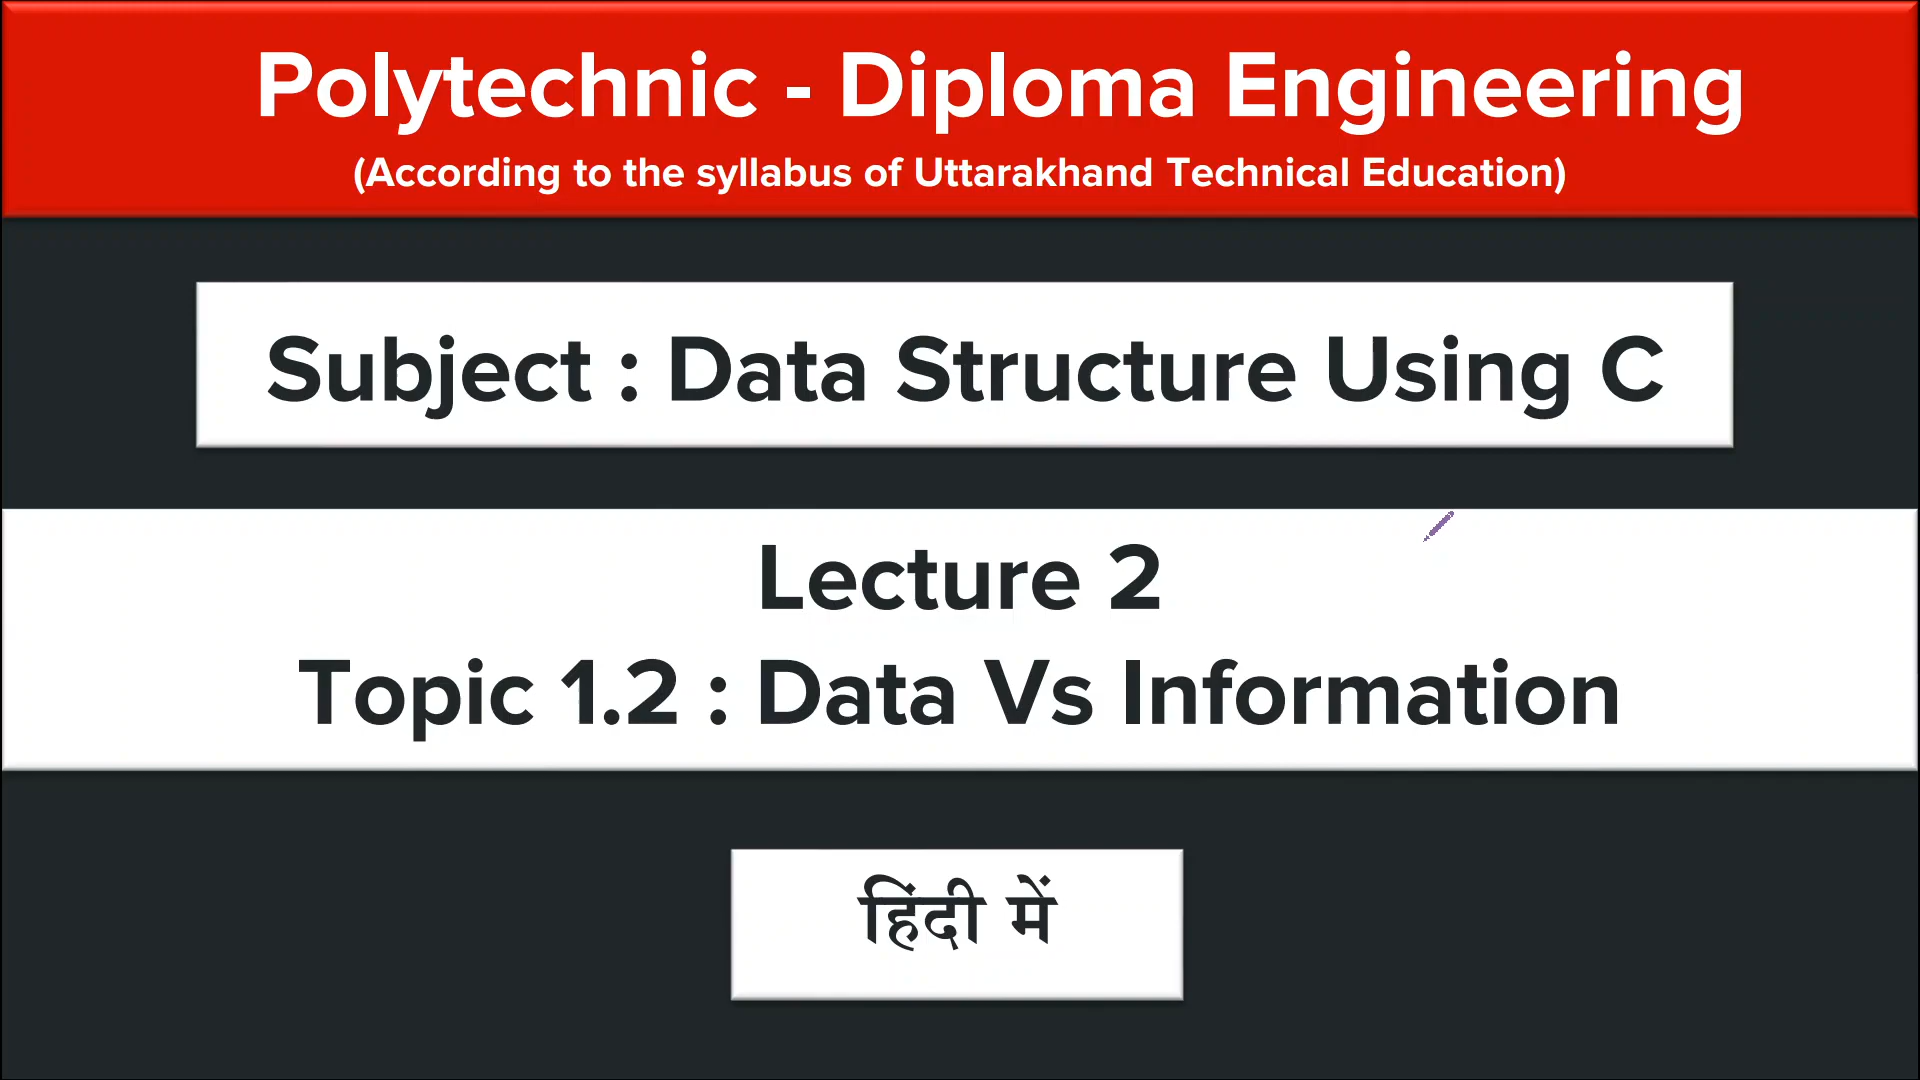 Polytechnic - Diploma Engineering
(According to the syllabus of Uttarakhand Technical Education)
Subject : Data Structure Using C
Lecture 2
Topic 1.2 : Data Vs Information
हिंदी में